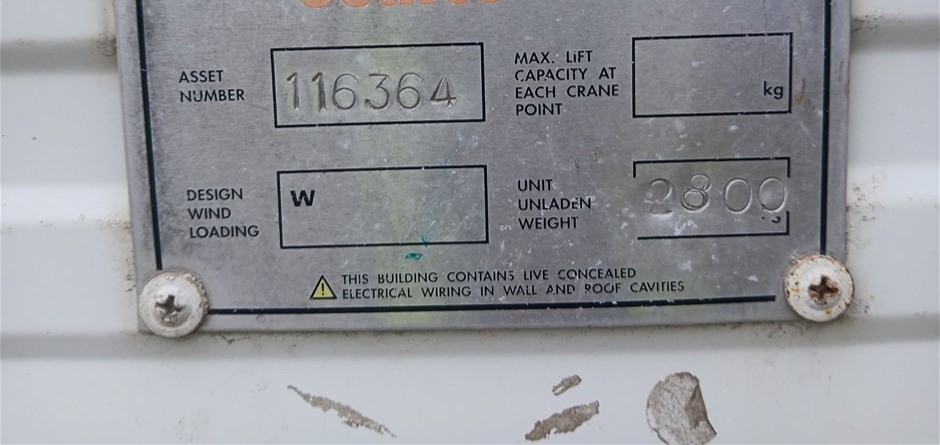 ASSET
NUMBER
116364
MAX. LIFT
CAPACITY AT
EACH CRANE
POINT
kg
DESIGN
WIND
LOADING
W
UNIT
UNLADEN
WEIGHT
2800
THIS BUILDING CONTAINS LIVE CONCEALED
ELECTRICAL WIRING IN WALL AND ROOF CAVITIES